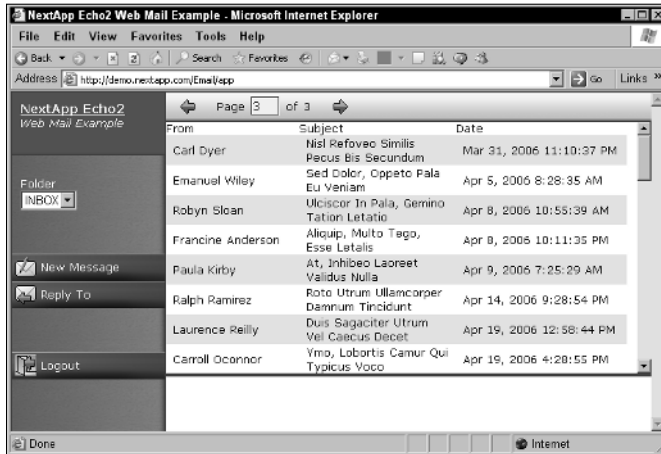 NextApp Echo2 Web Mail Example - Microsoft Internet Explorer
File Edit View Favorites Tools Help
Back Search Favorites
Address http://demo.nextapp.com/Email/app Go Links »
NextApp Echo2
Web Mail Example
Page 3 of 3
From Subject Date
Carl Dyer Nisl Refoveo Similis Pecus Bis Secundum Mar 31, 2006 11:10:37 PM
Emanuel Wiley Sed Dolor, Oppeto Pala Eu Veniam Apr 5, 2006 8:28:35 AM
Robyn Sloan Ulciscor In Pala, Gemino Tation Letatio Apr 8, 2006 10:55:39 AM
Francine Anderson Aliquip, Multo Tego, Esse Letalis Apr 8, 2006 10:11:35 PM
Paula Kirby At, Inhibeo Laoreet Validus Nulla Apr 9, 2006 7:25:29 AM
Ralph Ramirez Roto Utrum Ullamcorper Damnum Tincidunt Apr 14, 2006 9:28:54 PM
Laurence Reilly Duis Sagaciter Utrum Vel Caecus Decet Apr 19, 2006 12:58:44 PM
Carroll Oconnor Ymo, Lobortis Camur Qui Typicus Voco Apr 19, 2006 4:28:55 PM
Folder
INBOX
New Message
Reply To
Logout
Done Internet